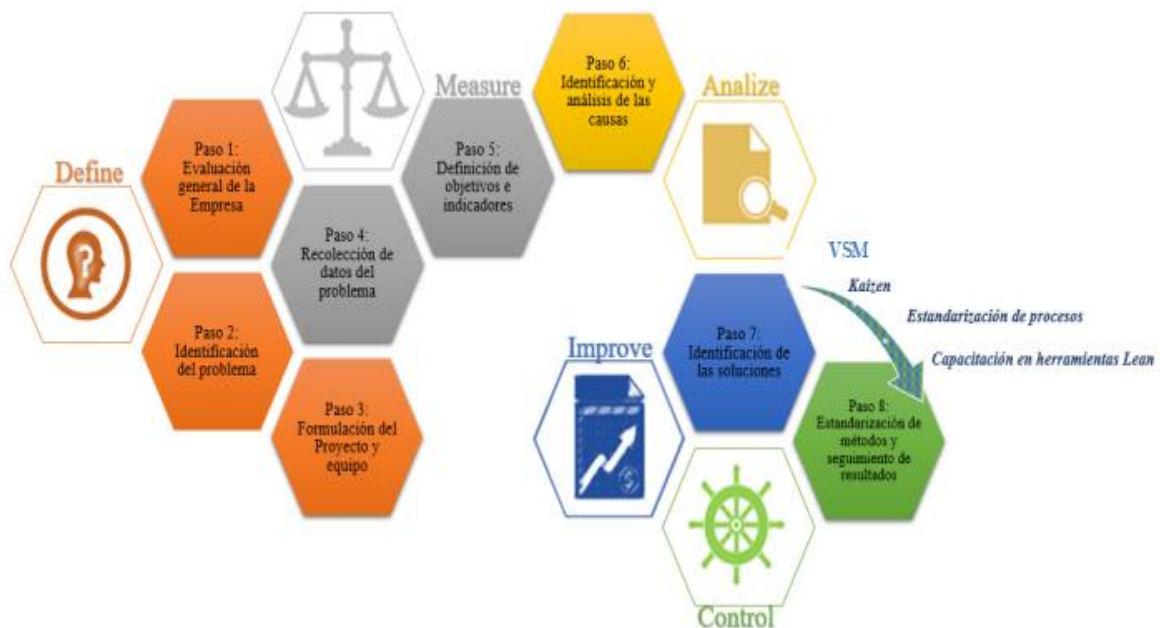 Define
Paso 1:
Evaluación
general de la
Empresa
Paso 2:
Identificación
del problema
Paso 3:
Formulación del
Proyecto y
equipo
Measure
Paso 4:
Recolección de
datos del
problema
Paso 5:
Definición de
objetivos e
indicadores
Paso 6:
Identificación y
análisis de las
causas
Analize
Improve
Paso 7:
Identificación de
las soluciones
VSM
Kaizen
Estandarización de procesos
Capacitación en herramientas Lean
Paso 8:
Estandarización de
métodos y
seguimiento de
resultados
Control